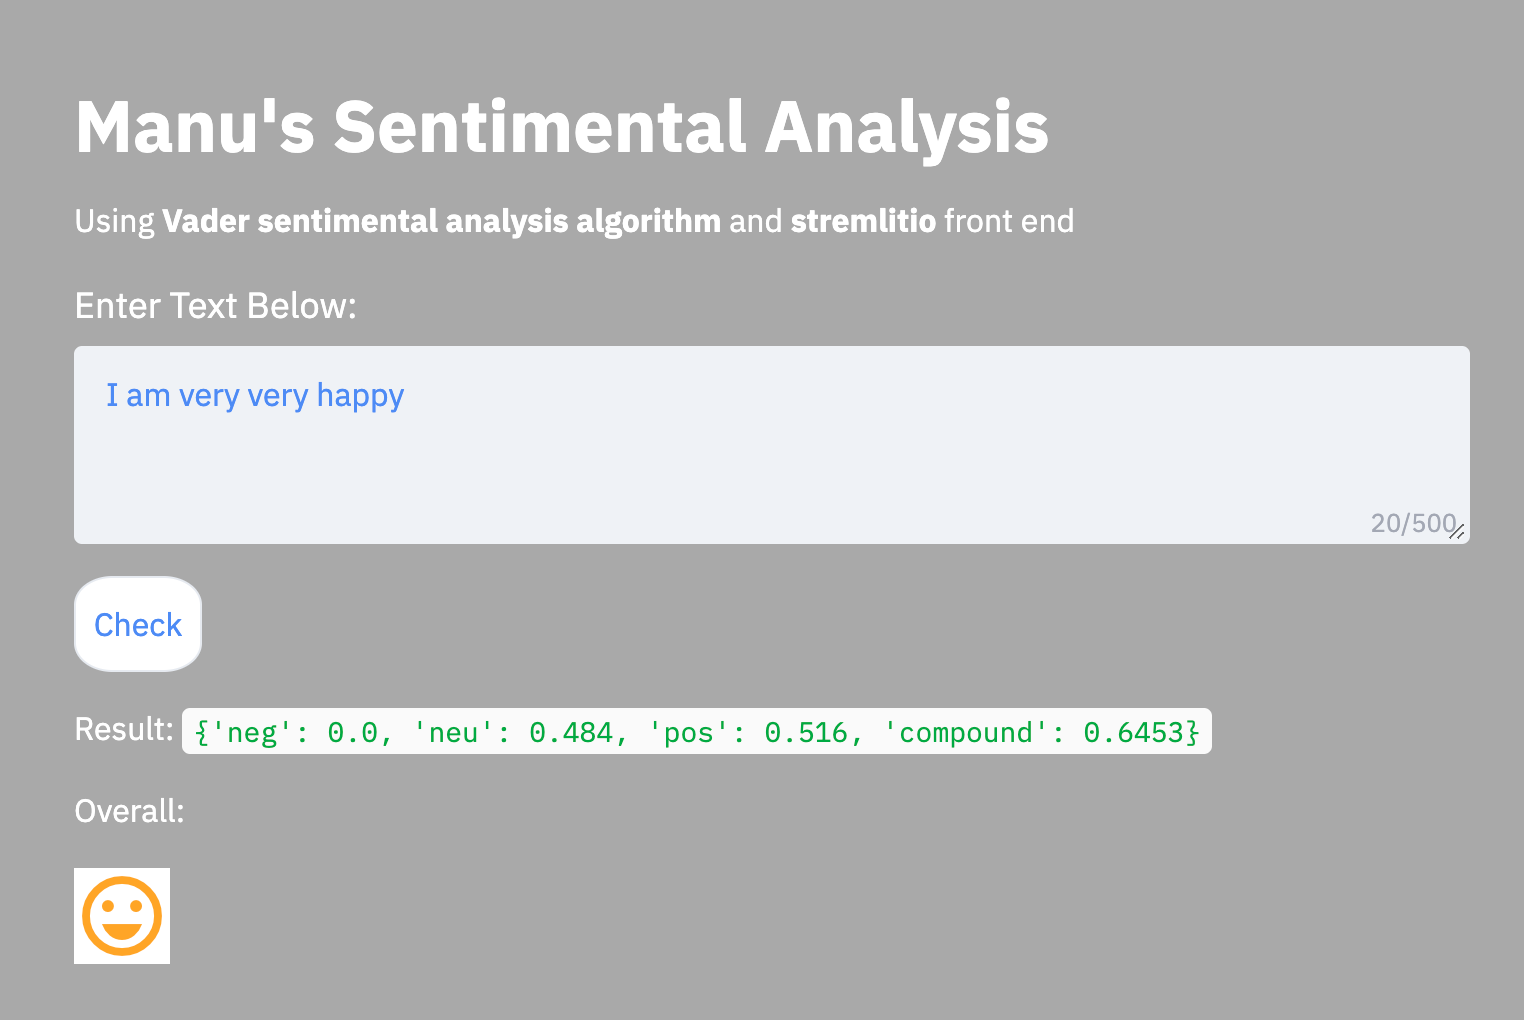 Manu's Sentimental Analysis
Using Vader sentimental analysis algorithm and stremlitio front end
Enter Text Below:
I am very very happy
20/500
Check
Result: {'neg': 0.0, 'neu': 0.484, 'pos': 0.516, 'compound': 0.6453}
Overall: